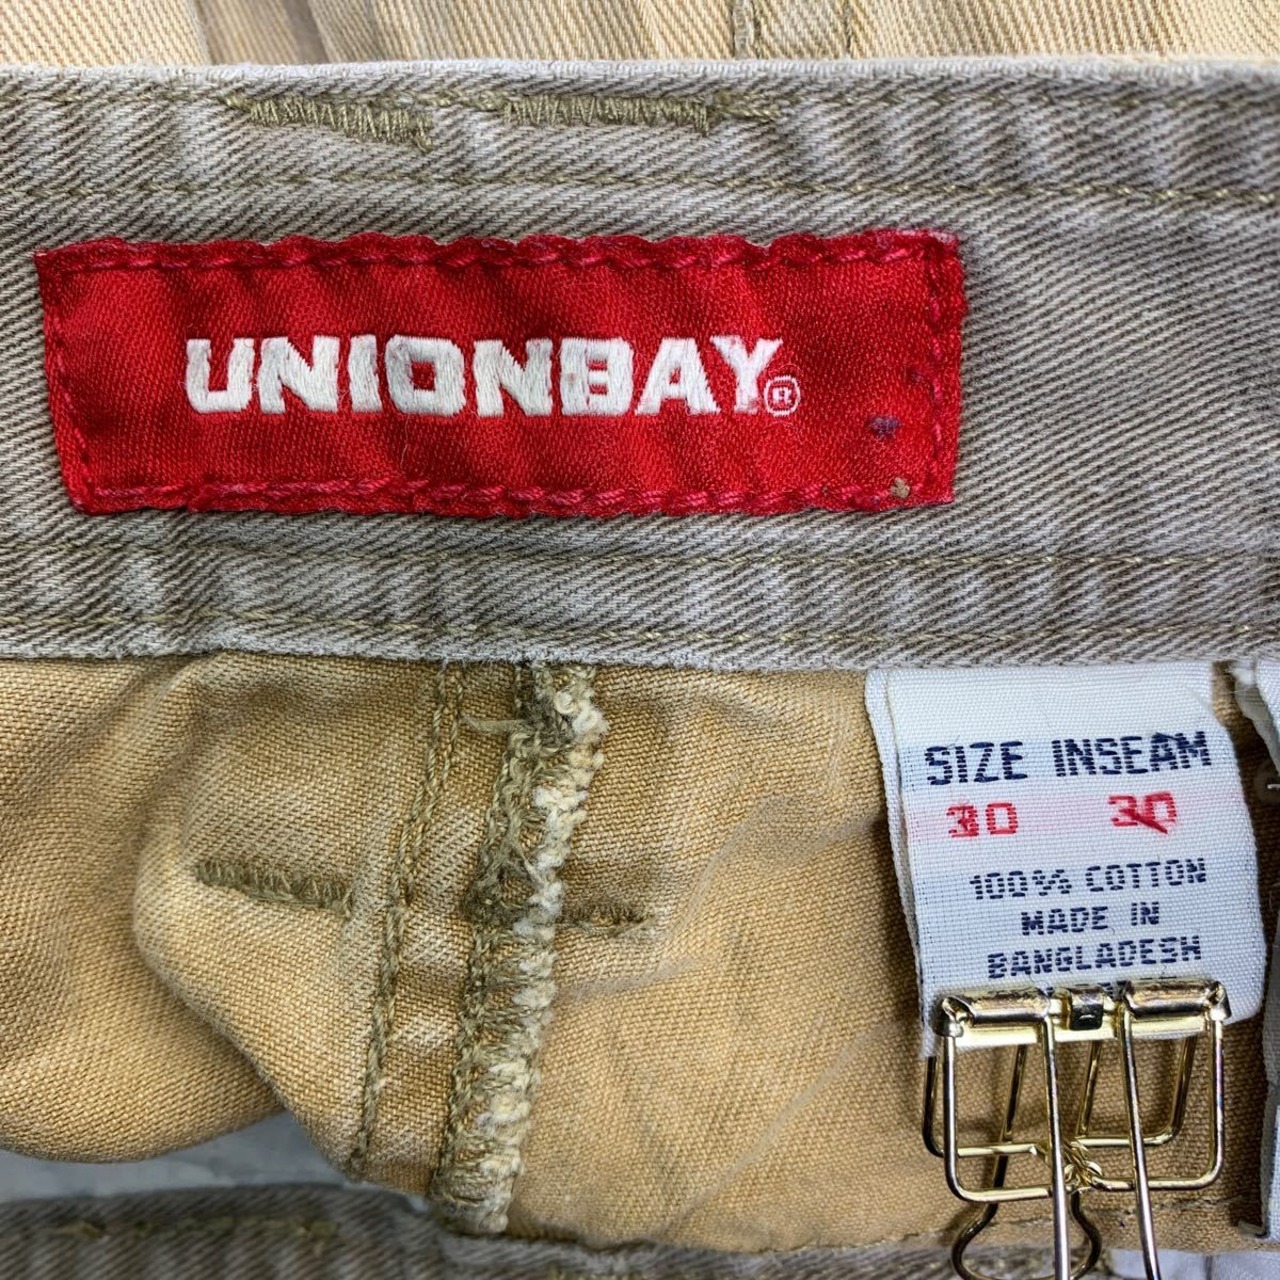 UNIONBAY®
SIZE INSEAM
30 30
100% COTTON
MADE IN
BANGLADESH